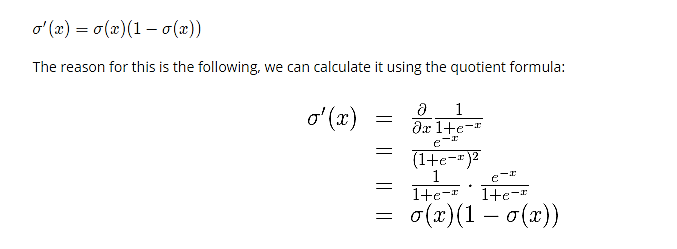 σ′(x) = σ(x)(1 − σ(x))
The reason for this is the following, we can calculate it using the quotient formula:
σ′(x) = ∂/∂x 1/(1+e^{−x})
= e^{−x}/(1+e^{−x})^2
= 1/(1+e^{−x}) · e^{−x}/(1+e^{−x})
= σ(x)(1 − σ(x))